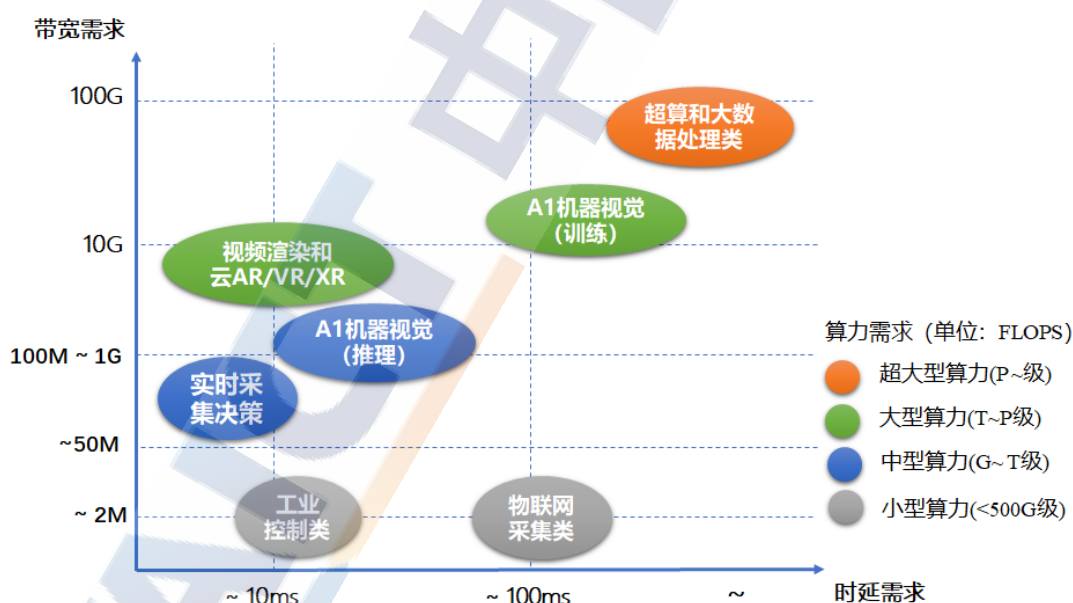 带宽需求
100G
超算和大数
据处理类
A1机器视觉
（训练）
10G
视频渲染和
云AR/VR/XR
A1机器视觉
（推理）
100M ~ 1G
实时采
集决策
~50M
工业
控制类
物联网
采集类
~ 2M
~ 10ms
~ 100ms
~
时延需求
算力需求（单位：FLOPS）
超大型算力(P~级)
大型算力(T~P级)
中型算力(G~T级)
小型算力(<500G级)